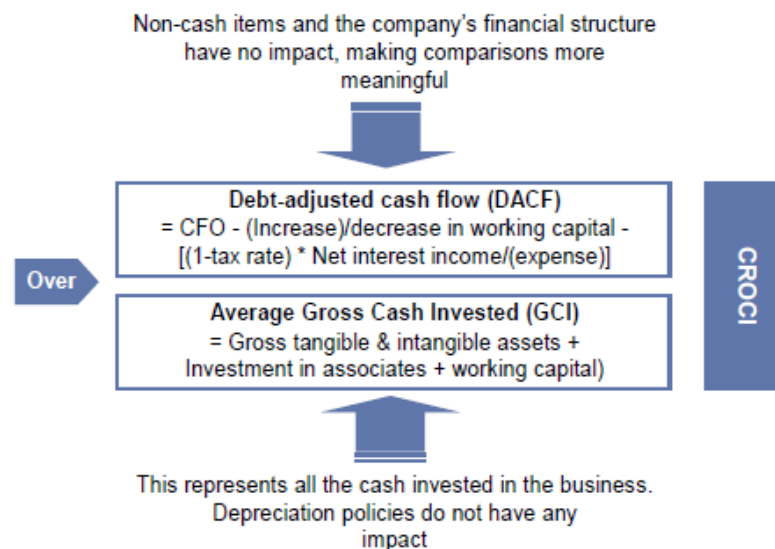 Non-cash items and the company's financial structure
have no impact, making comparisons more
meaningful
Debt-adjusted cash flow (DACF)
= CFO - (Increase)/decrease in working capital -
[(1-tax rate) * Net interest income/(expense)]
Over
Average Gross Cash Invested (GCI)
= Gross tangible & intangible assets +
Investment in associates + working capital)
CROCI
This represents all the cash invested in the business.
Depreciation policies do not have any
impact